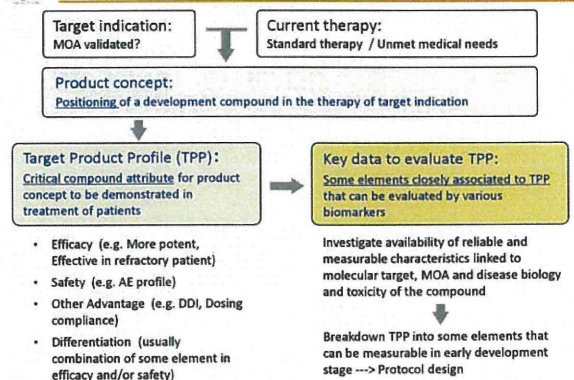 Target indication:
MOA validated?
Current therapy:
Standard therapy / Unmet medical needs
Product concept:
Positioning of a development compound in the therapy of target indication
Target Product Profile (TPP):
Critical compound attribute for product
concept to be demonstrated in
treatment of patients
Key data to evaluate TPP:
Some elements closely associated to TPP
that can be evaluated by various
biomarkers
• Efficacy (e.g. More potent,
Effective in refractory patient)
• Safety (e.g. AE profile)
• Other Advantage (e.g. DDI, Dosing
compliance)
• Differentiation (usually
combination of some element in
efficacy and/or safety)
Investigate availability of reliable and
measurable characteristics linked to
molecular target, MOA and disease biology
and toxicity of the compound
Breakdown TPP into some elements that
can be measurable in early development
stage ---> Protocol design